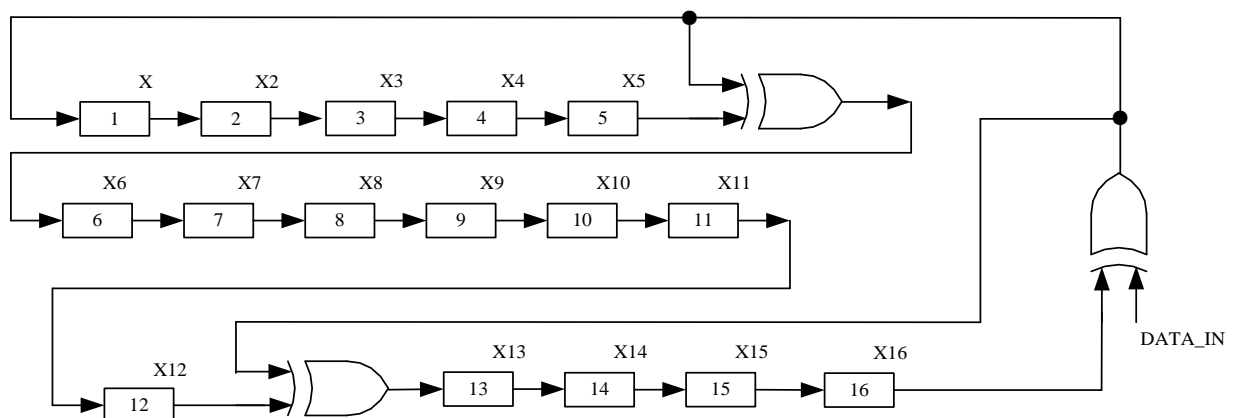 X X2 X3 X4 X5
1 2 3 4 5
X6 X7 X8 X9 X10 X11
6 7 8 9 10 11
DATA_IN
X12 X13 X14 X15 X16
12 13 14 15 16